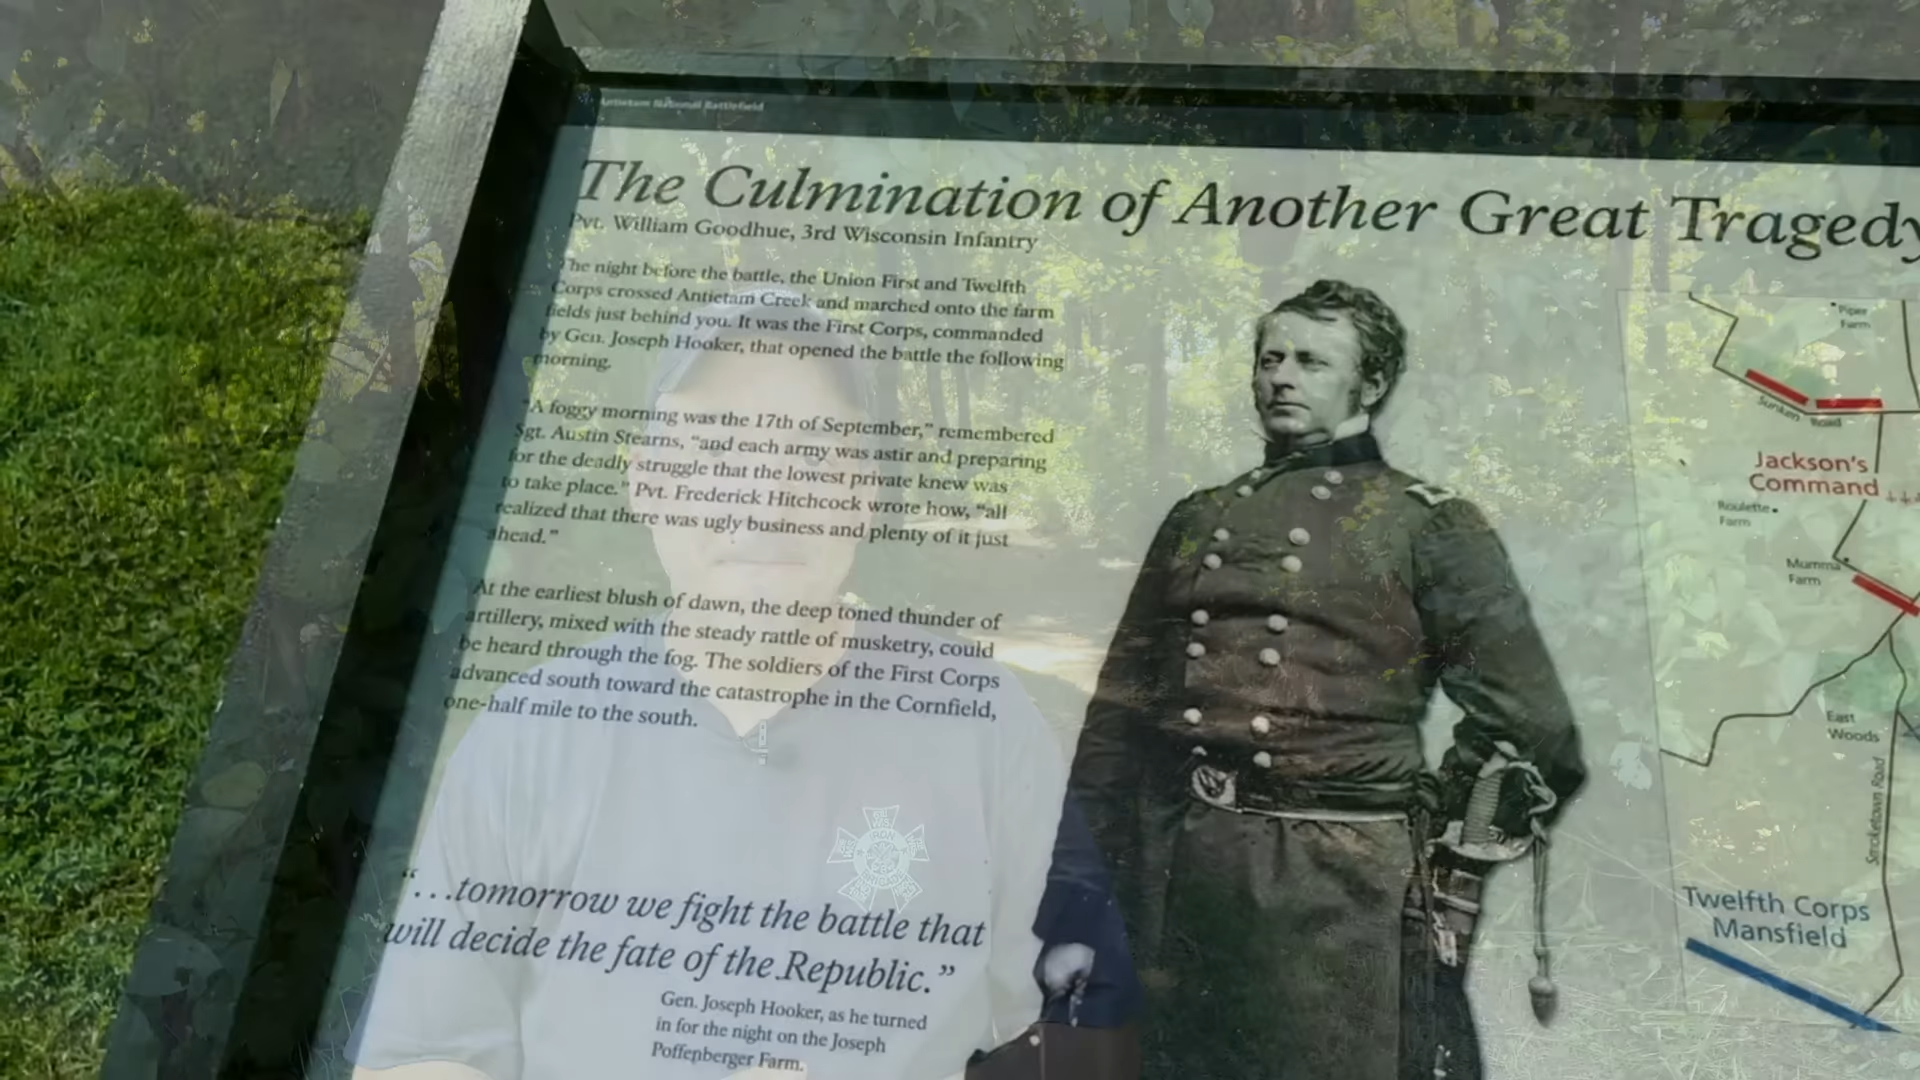 Antietam National Battlefield
The Culmination of Another Great Tragedy
Pvt. William Goodhue, 3rd Wisconsin Infantry
The night before the battle, the Union First and Twelfth
Corps crossed Antietam Creek and marched onto the farm
fields just behind you. It was the First Corps, commanded
by Gen. Joseph Hooker, that opened the battle the following
morning.
"A foggy morning was the 17th of September," remembered
Sgt. Austin Stearns, "and each army was astir and preparing
for the deadly struggle that the lowest private knew was
to take place." Pvt. Frederick Hitchcock wrote how, "all
realized that there was ugly business and plenty of it just
ahead."
At the earliest blush of dawn, the deep toned thunder of
artillery, mixed with the steady rattle of musketry, could
be heard through the fog. The soldiers of the First Corps
advanced south toward the catastrophe in the Cornfield,
one-half mile to the south.
"…tomorrow we fight the battle that
will decide the fate of the Republic."
Gen. Joseph Hooker, as he turned
in for the night on the Joseph
Poffenberger Farm.
Piper
Farm
Sunken Road
Jackson's
Command
Roulette
Farm
Mumma
Farm
East
Woods
Smoketown Road
Twelfth Corps
Mansfield
IRON